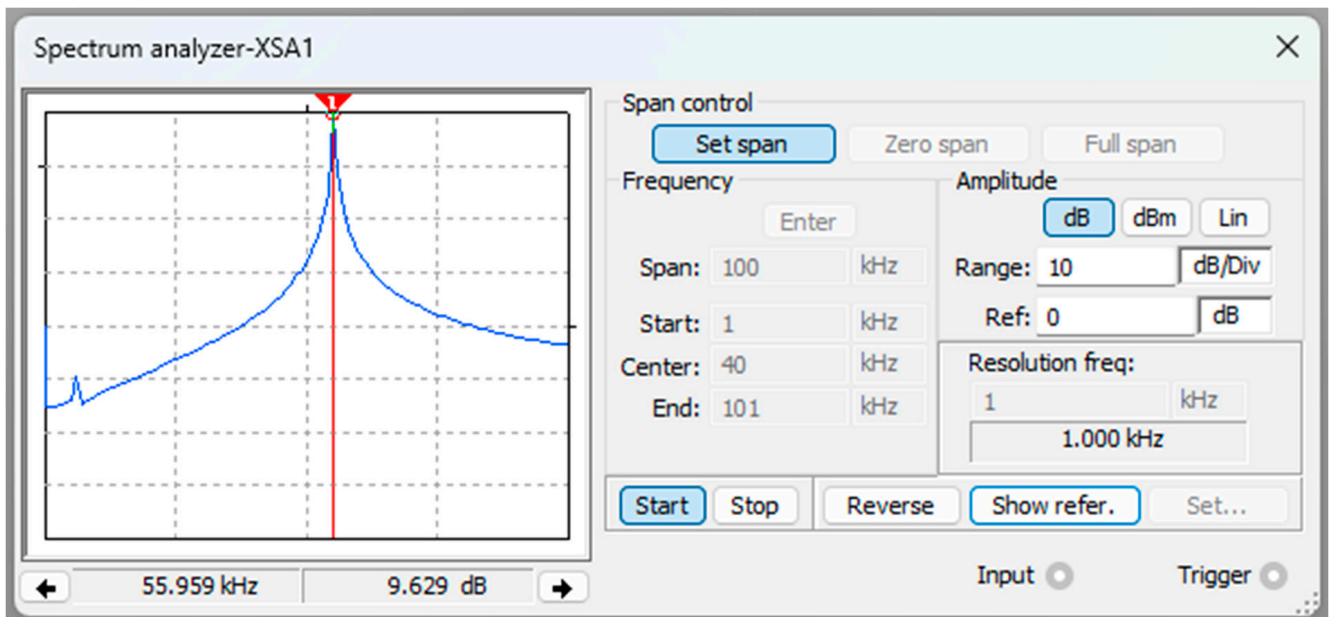 Spectrum analyzer-XSA1
1
Span control
Set span Zero span Full span
Frequency
Enter
Span: 100 kHz
Start: 1 kHz
Center: 40 kHz
End: 101 kHz
Amplitude
dB dBm Lin
Range: 10 dB/Div
Ref: 0 dB
Resolution freq:
1 kHz
1.000 kHz
Start Stop Reverse Show refer. Set...
55.959 kHz 9.629 dB
Input Trigger